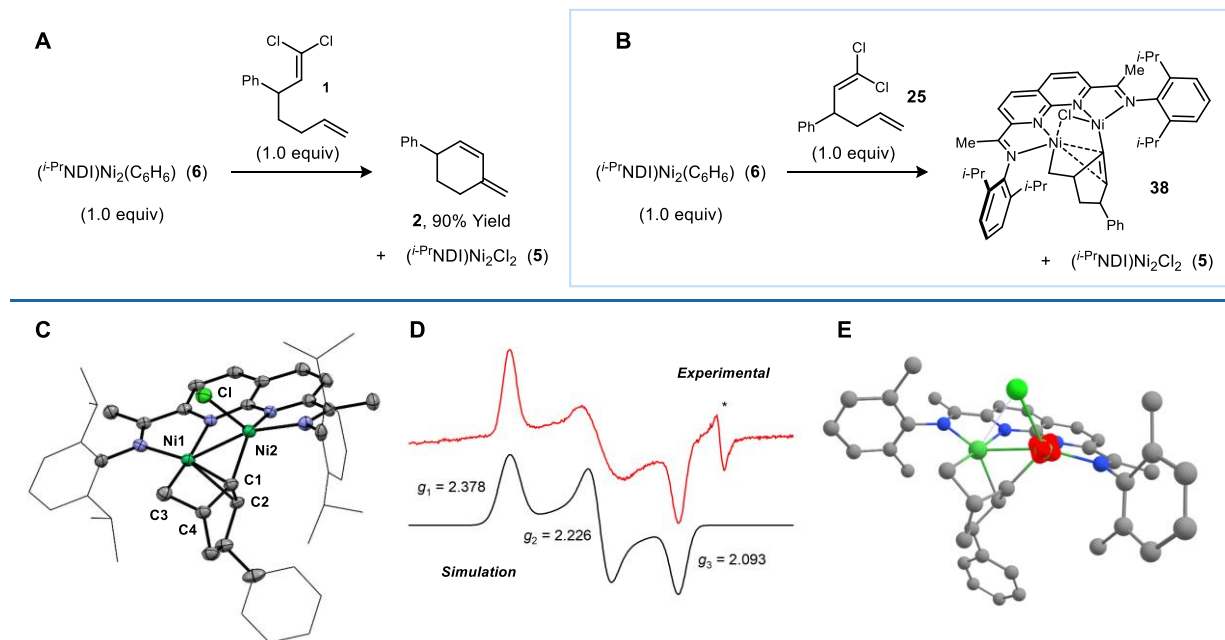 A
Cl Cl
Ph
1
(1.0 equiv)
(i-PrNDI)Ni2(C6H6) (6)
(1.0 equiv)
Ph
2, 90% Yield
+ (i-PrNDI)Ni2Cl2 (5)
B
Cl
Cl
25
Ph
(1.0 equiv)
(i-PrNDI)Ni2(C6H6) (6)
(1.0 equiv)
i-Pr
Me
N
N
Cl
N
Ni
i-Pr
Me
N
Ni
i-Pr
i-Pr
38
Ph
+ (i-PrNDI)Ni2Cl2 (5)
C
Cl
Ni1
Ni2
C1
C2
C3
C4
D
Experimental
*
g1 = 2.378
g2 = 2.226
g3 = 2.093
Simulation
E